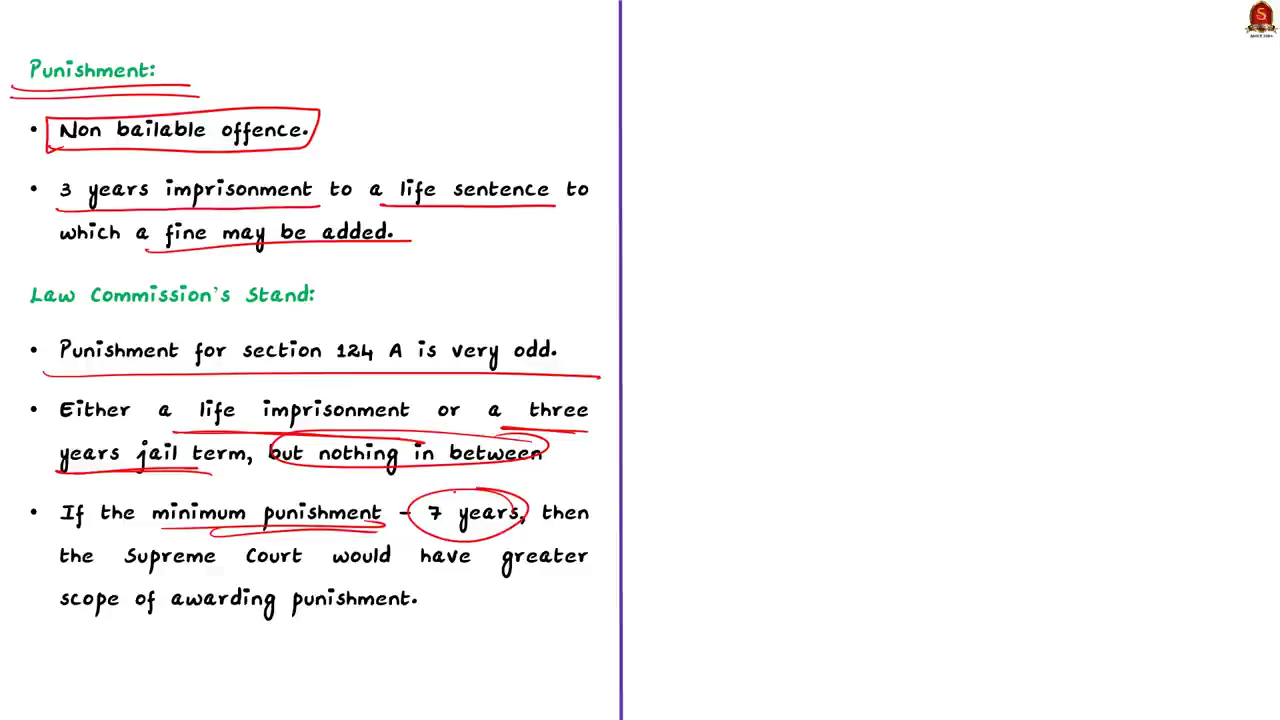 Punishment:
• Non bailable offence.
• 3 years imprisonment to a life sentence to
which a fine may be added.
Law Commission's Stand:
• Punishment for section 124 A is very odd.
• Either a life imprisonment or a three
years jail term, but nothing in between
• If the minimum punishment - 7 years, then
the Supreme Court would have greater
scope of awarding punishment.